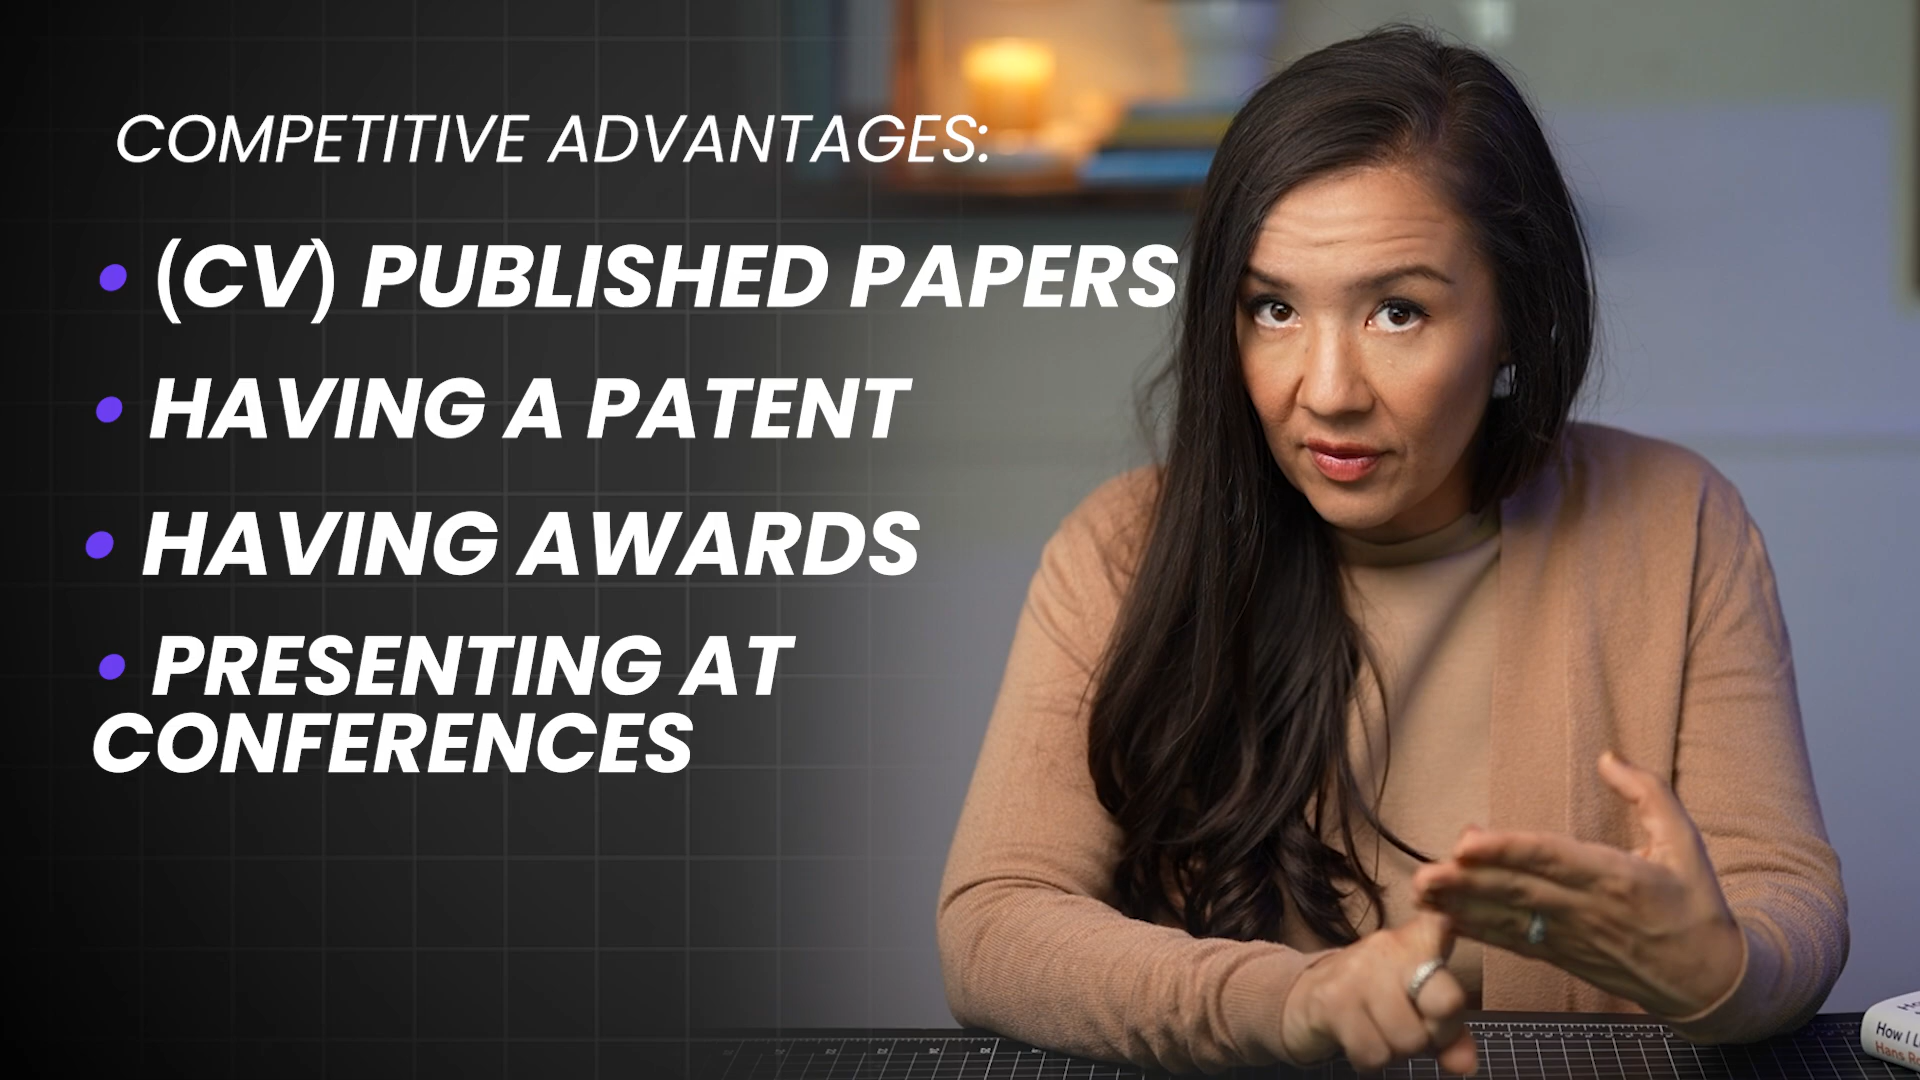 COMPETITIVE ADVANTAGES:
• (CV) PUBLISHED PAPERS
• HAVING A PATENT
• HAVING AWARDS
• PRESENTING AT
CONFERENCES
How I
Hans